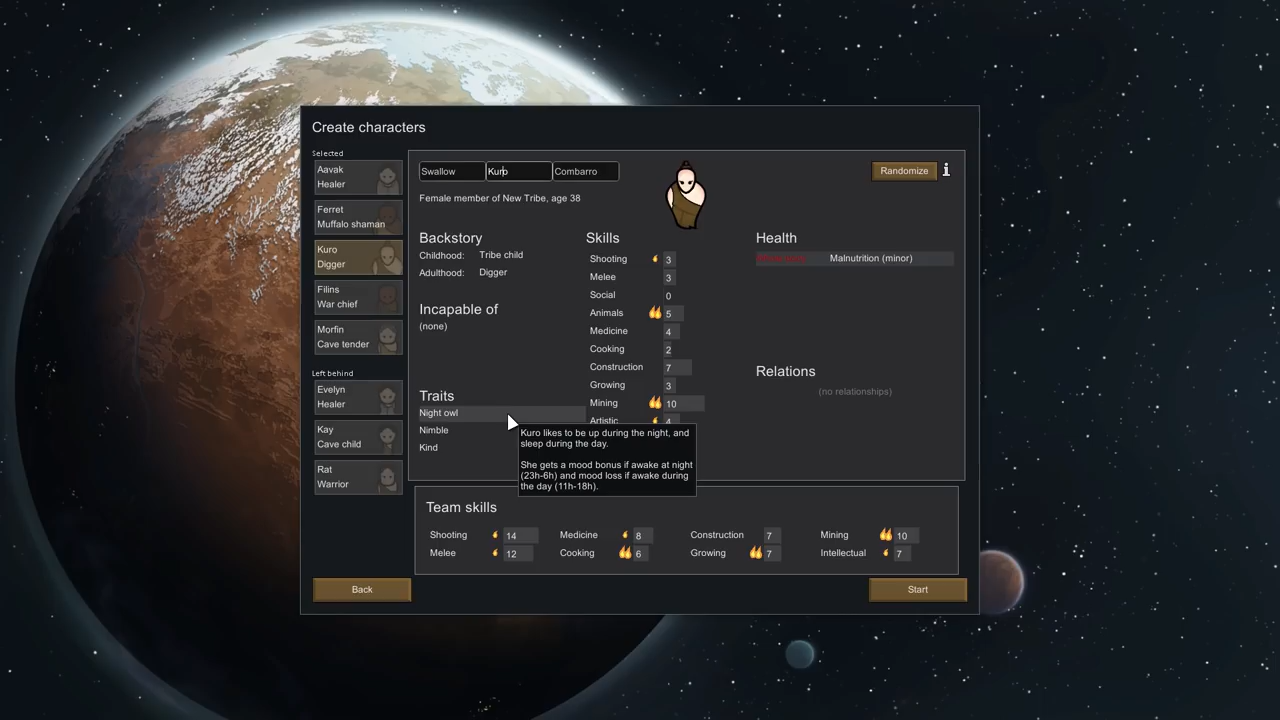 Create characters
Selected
Aavak
Healer
Ferret
Muffalo shaman
Kuro
Digger
Filins
War chief
Morfin
Cave tender
Left behind
Evelyn
Healer
Kay
Cave child
Rat
Warrior
Swallow
Kuro
Combarro
Randomize
Female member of New Tribe, age 38
Backstory
Childhood: Tribe child
Adulthood: Digger
Incapable of
(none)
Traits
Night owl
Nimble
Kind
Skills
Shooting 3
Melee 3
Social 0
Animals 5
Medicine 4
Cooking 2
Construction 7
Growing 3
Mining 10
Artistic 4
Kuro likes to be up during the night, and
sleep during the day.
She gets a mood bonus if awake at night
(23h-6h) and mood loss if awake during
the day (11h-18h).
Health
Malnutrition (minor)
Relations
(no relationships)
Team skills
Shooting 14 Medicine 8 Construction 7 Mining 10
Melee 12 Cooking 6 Growing 7 Intellectual 7
Back
Start